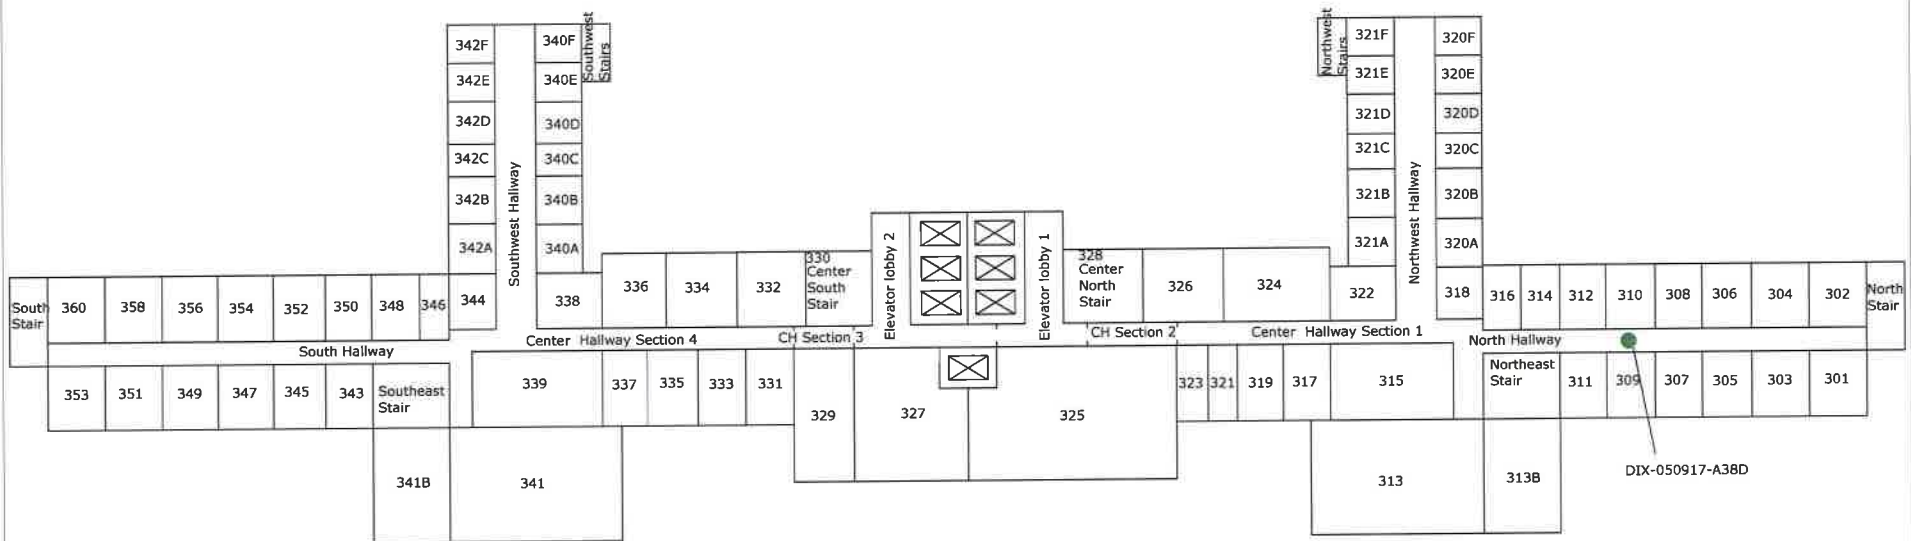 342F
340F
Southwest
Stairs
Northwest
Stairs
321F
320F
342E
340E
321E
320E
342D
340D
321D
320D
342C
340C
321C
320C
342B
340B
321B
320B
342A
340A
321A
320A
Southwest Hallway
Northwest Hallway
Elevator lobby 2
Elevator lobby 1
South
Stair
360
358
356
354
352
350
348
346
344
338
336
334
332
330
Center
South
Stair
328
Center
North
Stair
326
324
322
318
316
314
312
310
308
306
304
302
North
Stair
South Hallway
Center Hallway Section 4
CH Section 3
CH Section 2
Center Hallway Section 1
North Hallway
353
351
349
347
345
343
Southeast
Stair
339
337
335
333
331
329
327
325
323
321
319
317
315
Northeast
Stair
311
309
307
305
303
301
341B
341
313
313B
DIX-050917-A38D